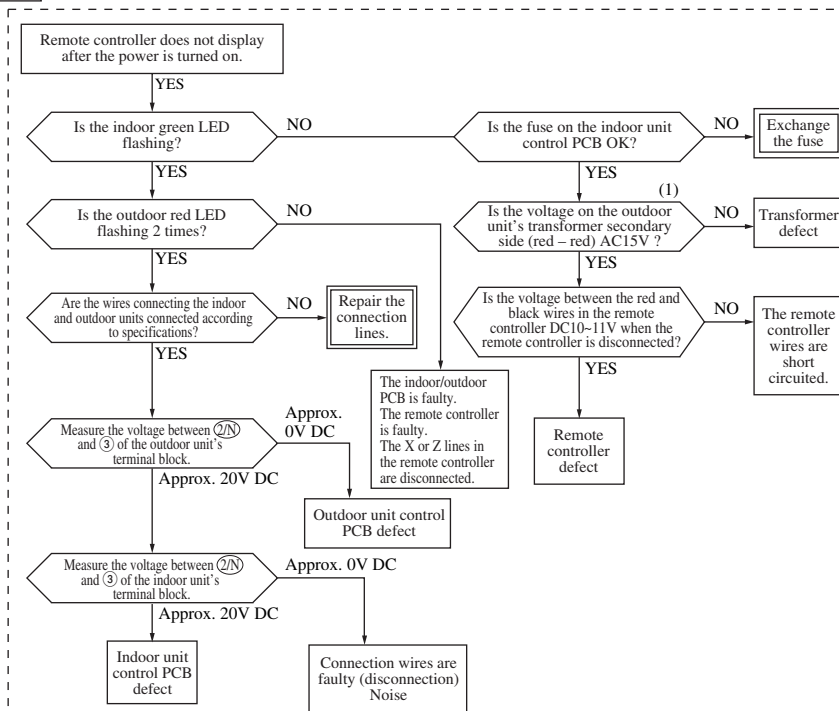 Remote controller does not display
after the power is turned on.
YES
Is the indoor green LED
flashing?
NO
Is the fuse on the indoor unit
control PCB OK?
NO
Exchange
the fuse
YES
YES
(1)
Is the outdoor red LED
flashing 2 times?
NO
Is the voltage on the outdoor
unit's transformer secondary
side (red – red) AC15V ?
NO
Transformer
defect
YES
YES
Are the wires connecting the indoor
and outdoor units connected according
to specifications?
NO
Repair the
connection
lines.
Is the voltage between the red and
black wires in the remote
controller DC10~11V when the
remote controller is disconnected?
NO
The remote
controller
wires are
short
circuited.
YES
YES
The indoor/outdoor
PCB is faulty.
The remote controller
is faulty.
The X or Z lines in
the remote controller
are disconnected.
Remote
controller
defect
Measure the voltage between 2/N
and ③ of the outdoor unit's
terminal block.
Approx.
0V DC
Approx. 20V DC
Outdoor unit control
PCB defect
Measure the voltage between 2/N
and ③ of the indoor unit's
terminal block.
Approx. 0V DC
Approx. 20V DC
Indoor unit
control PCB
defect
Connection wires are
faulty (disconnection)
Noise